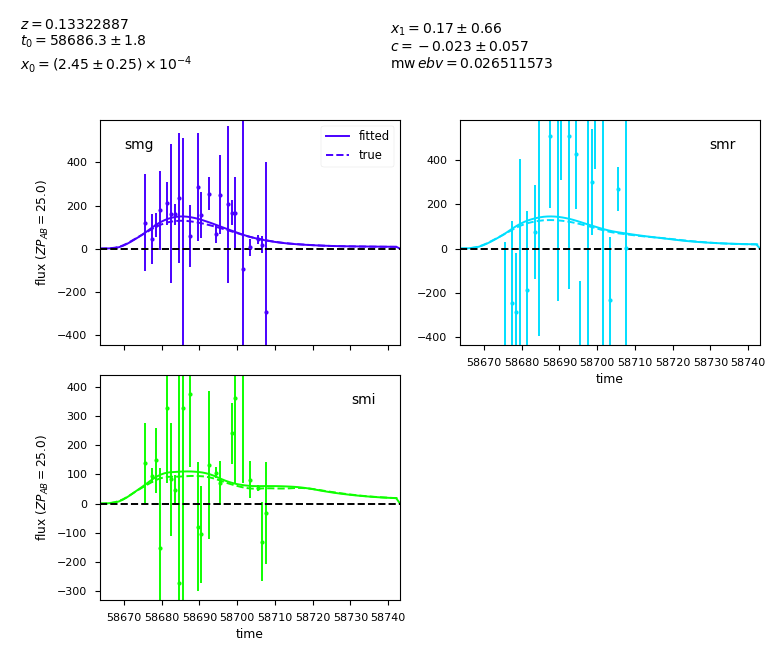 z = 0.13322887
t₀ = 58686.3 ± 1.8
x₀ = (2.45 ± 0.25) × 10⁻⁴
x₁ = 0.17 ± 0.66
c = −0.023 ± 0.057
mw ebv = 0.026511573
smg
fitted
true
400
200
0
−200
−400
flux (ZP_AB = 25.0)
smr
400
200
0
−200
−400
58670 58680 58690 58700 58710 58720 58730 58740
time
smi
400
300
200
100
0
−100
−200
−300
flux (ZP_AB = 25.0)
58670 58680 58690 58700 58710 58720 58730 58740
time